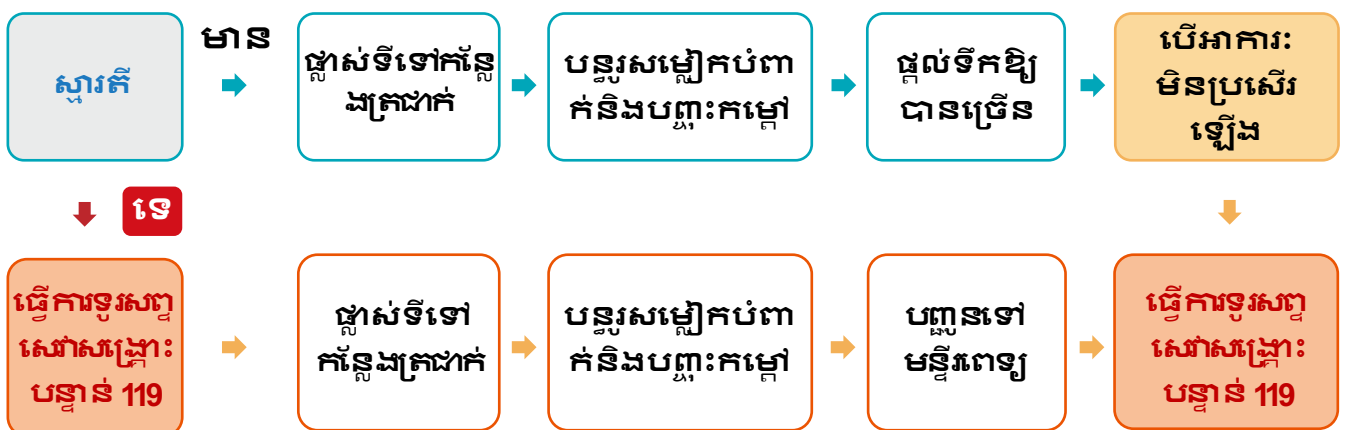 ស្មារតី
មាន
ផ្លាស់ទីទៅកន្លែ
ងត្រជាក់
បន្ធូរសម្លៀកបំពា
ក់និងបញ្ចុះកម្ដៅ
ផ្ដល់ទឹកឱ្យ
បានច្រើន
បើអាការៈ
មិនប្រសើរ
ឡើង
ទេ
ធ្វើការទូរសព្ទ
សេវាសង្គ្រោះ
បន្ទាន់ 119
ផ្លាស់ទីទៅ
កន្លែងត្រជាក់
បន្ធូរសម្លៀកបំពា
ក់និងបញ្ចុះកម្ដៅ
បញ្ជូនទៅ
មន្ទីរពេទ្យ
ធ្វើការទូរសព្ទ
សេវាសង្គ្រោះ
បន្ទាន់ 119